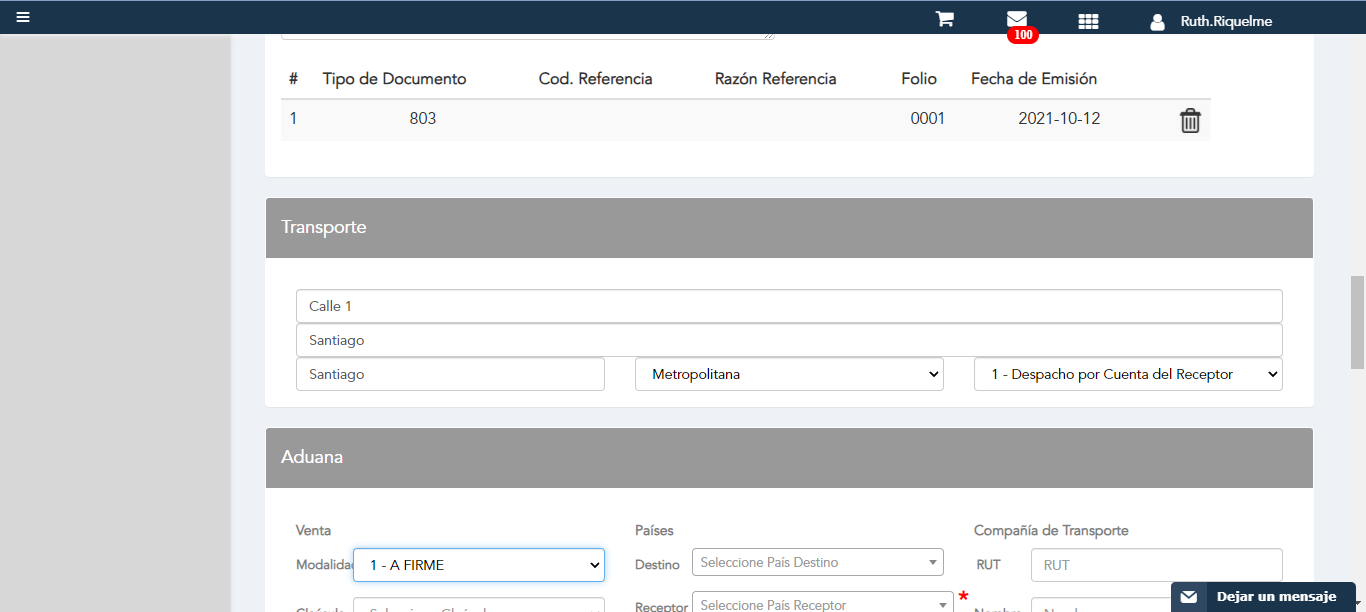 100
Ruth.Riquelme
# Tipo de Documento Cod. Referencia Razón Referencia Folio Fecha de Emisión
1 803 0001 2021-10-12
Transporte
Calle 1
Santiago
Santiago Metropolitana 1 - Despacho por Cuenta del Receptor
Aduana
Venta Países Compañía de Transporte
Modalidad 1 - A FIRME Destino Seleccione País Destino RUT RUT
Receptor Seleccione País Receptor *
Dejar un mensaje